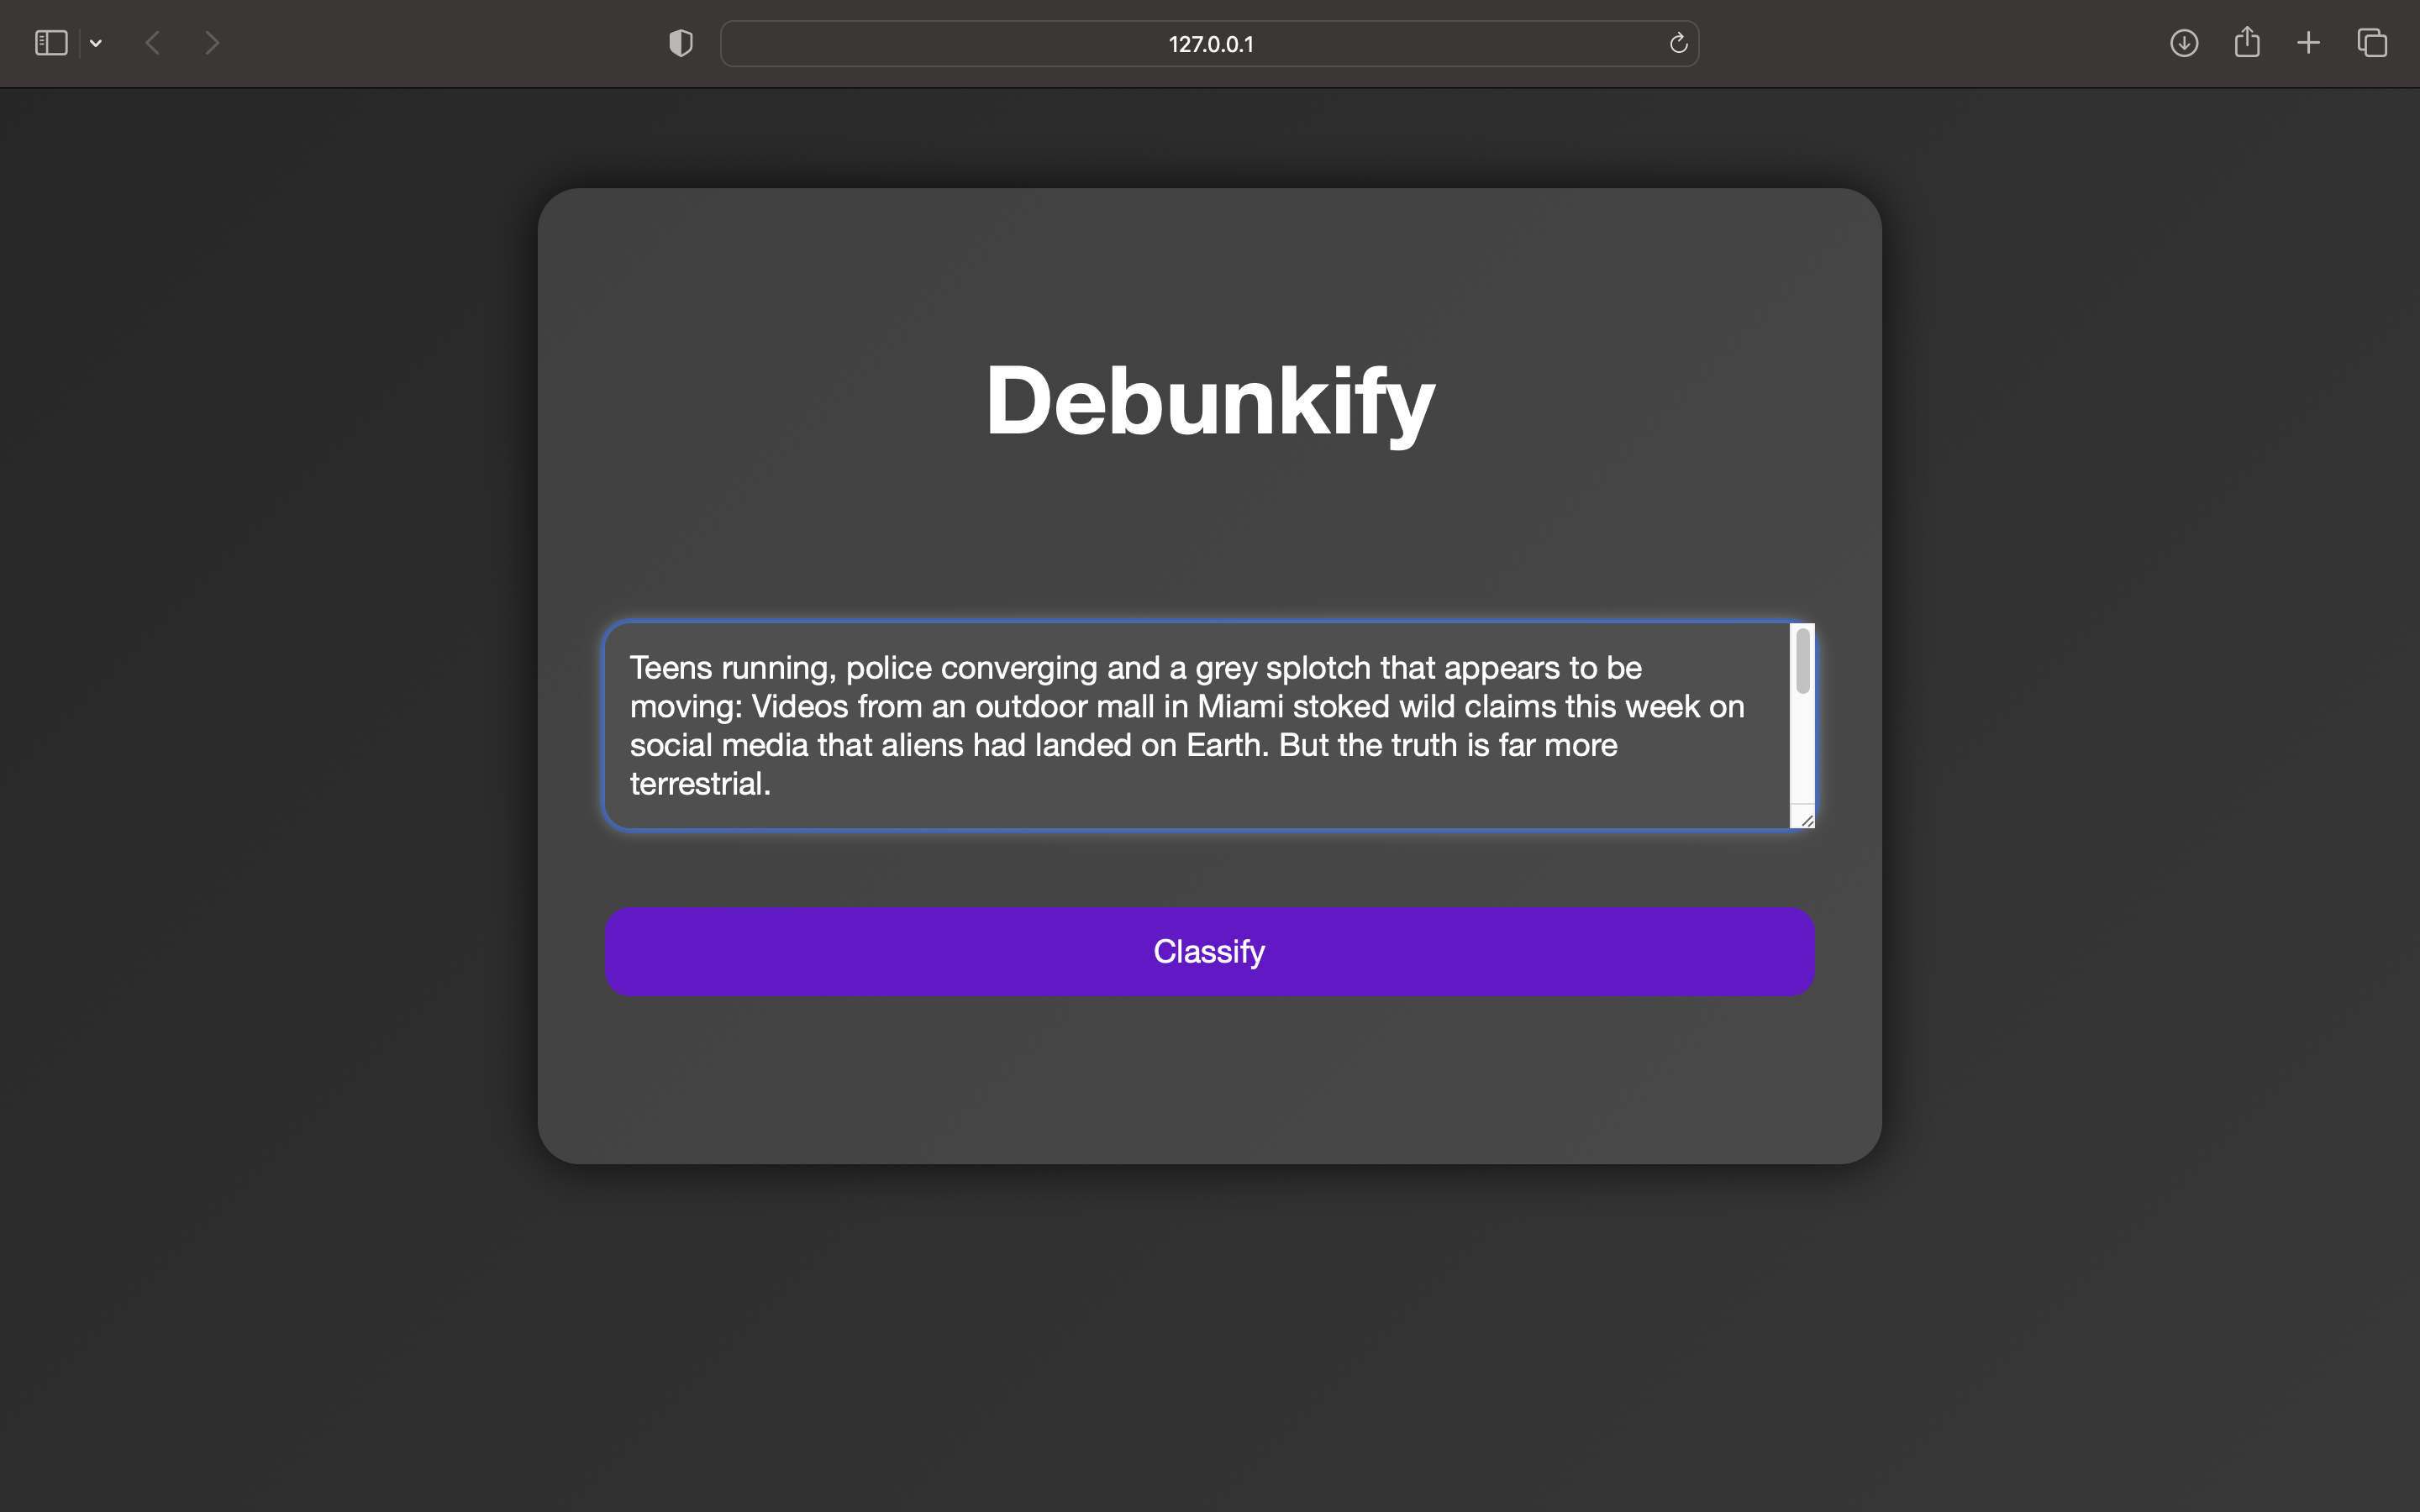 127.0.0.1
Debunkify
Teens running, police converging and a grey splotch that appears to be
moving: Videos from an outdoor mall in Miami stoked wild claims this week on
social media that aliens had landed on Earth. But the truth is far more
terrestrial.
Classify